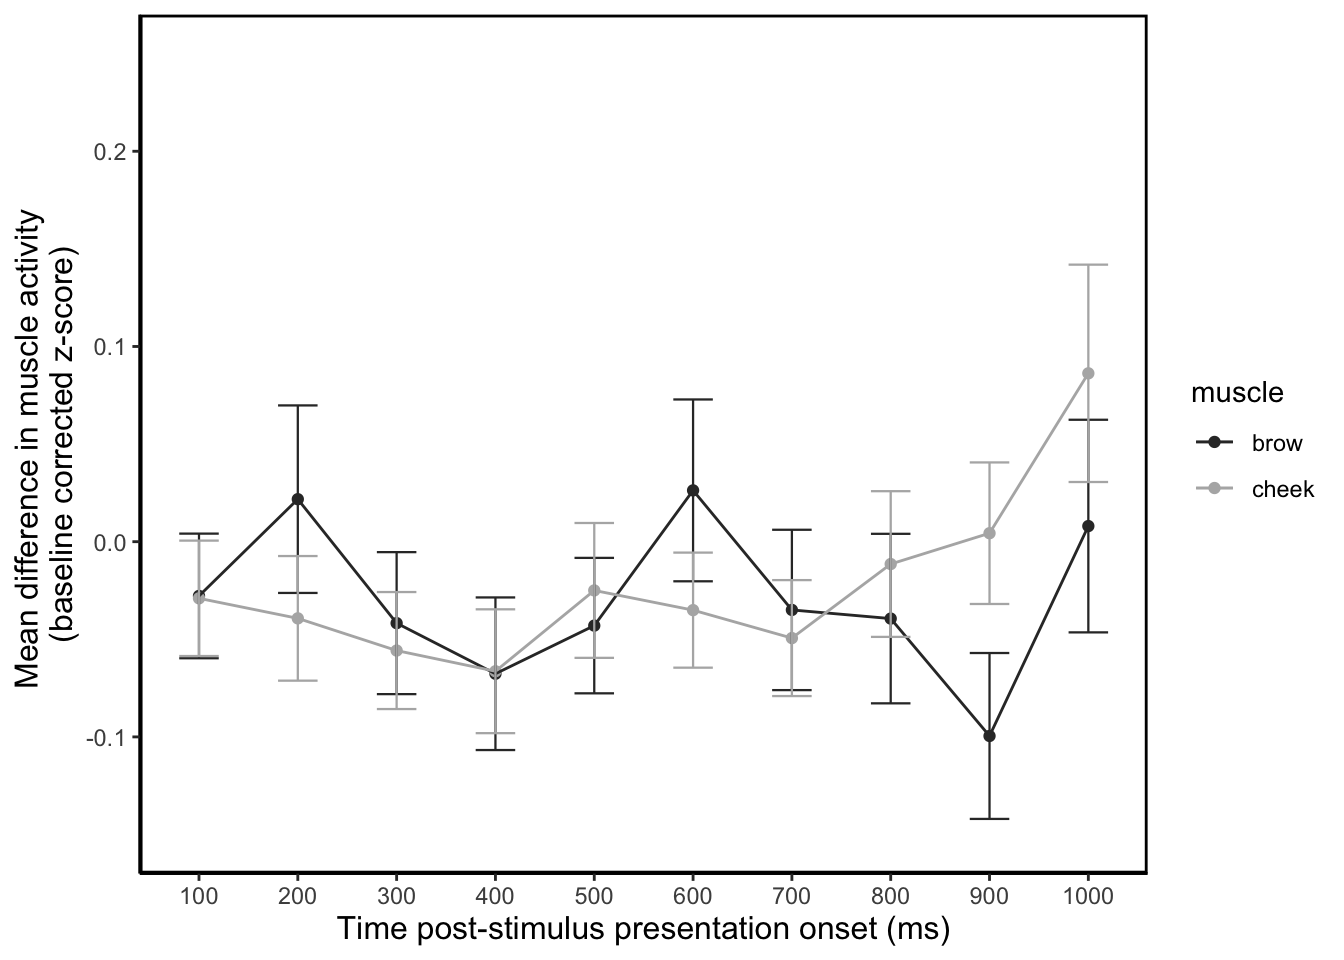 Mean difference in muscle activity
(baseline corrected z-score)
0.2
0.1
0.0
-0.1
muscle
brow
cheek
100 200 300 400 500 600 700 800 900 1000
Time post-stimulus presentation onset (ms)